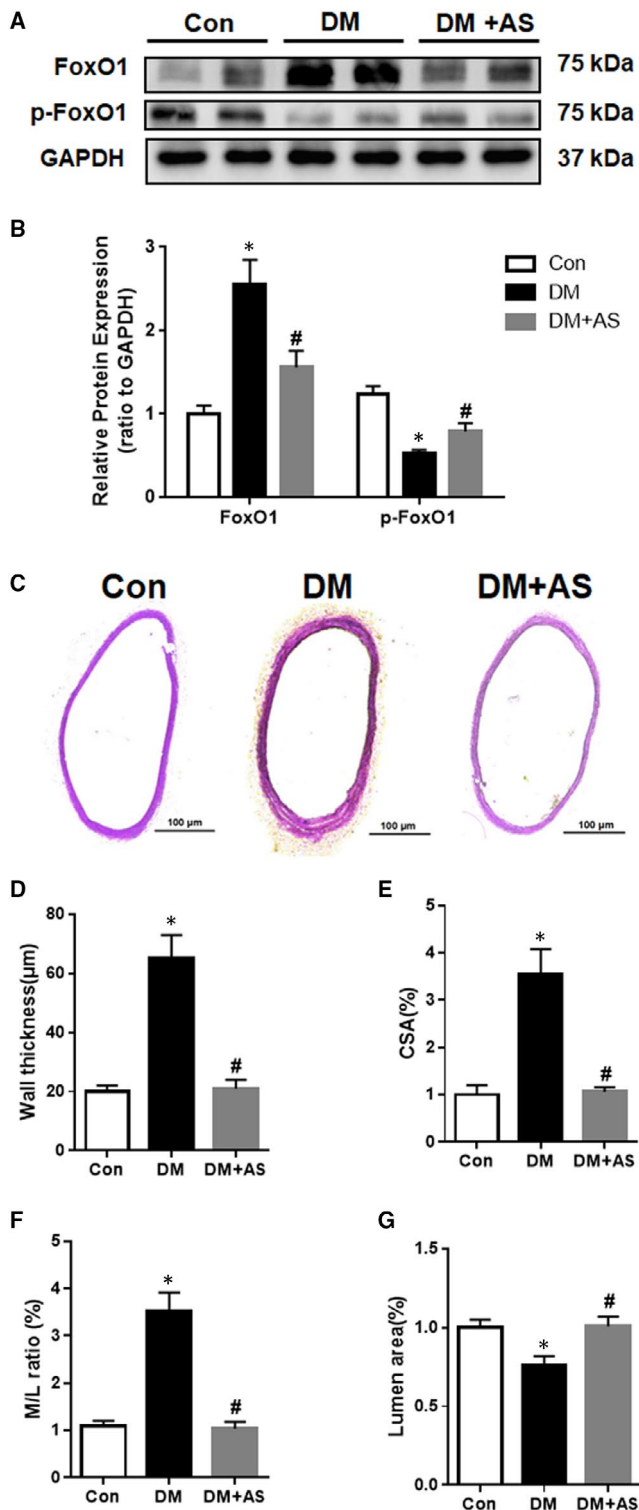 A
Con DM DM +AS
FoxO1 75 kDa
p-FoxO1 75 kDa
GAPDH 37 kDa
B
Relative Protein Expression
(ratio to GAPDH)
3
2
1
0
*
#
*
#
Con
DM
DM+AS
FoxO1 p-FoxO1
C
Con DM DM+AS
100 µm 100 µm 100 µm
D
Wall thickness(µm)
80
60
40
20
0
*
#
Con DM DM+AS
E
CSA(%)
5
4
3
2
1
0
*
#
Con DM DM+AS
F
M/L ratio (%)
5
4
3
2
1
0
*
#
Con DM DM+AS
G
Lumen area(%)
1.5
1.0
0.5
0.0
*
#
Con DM DM+AS